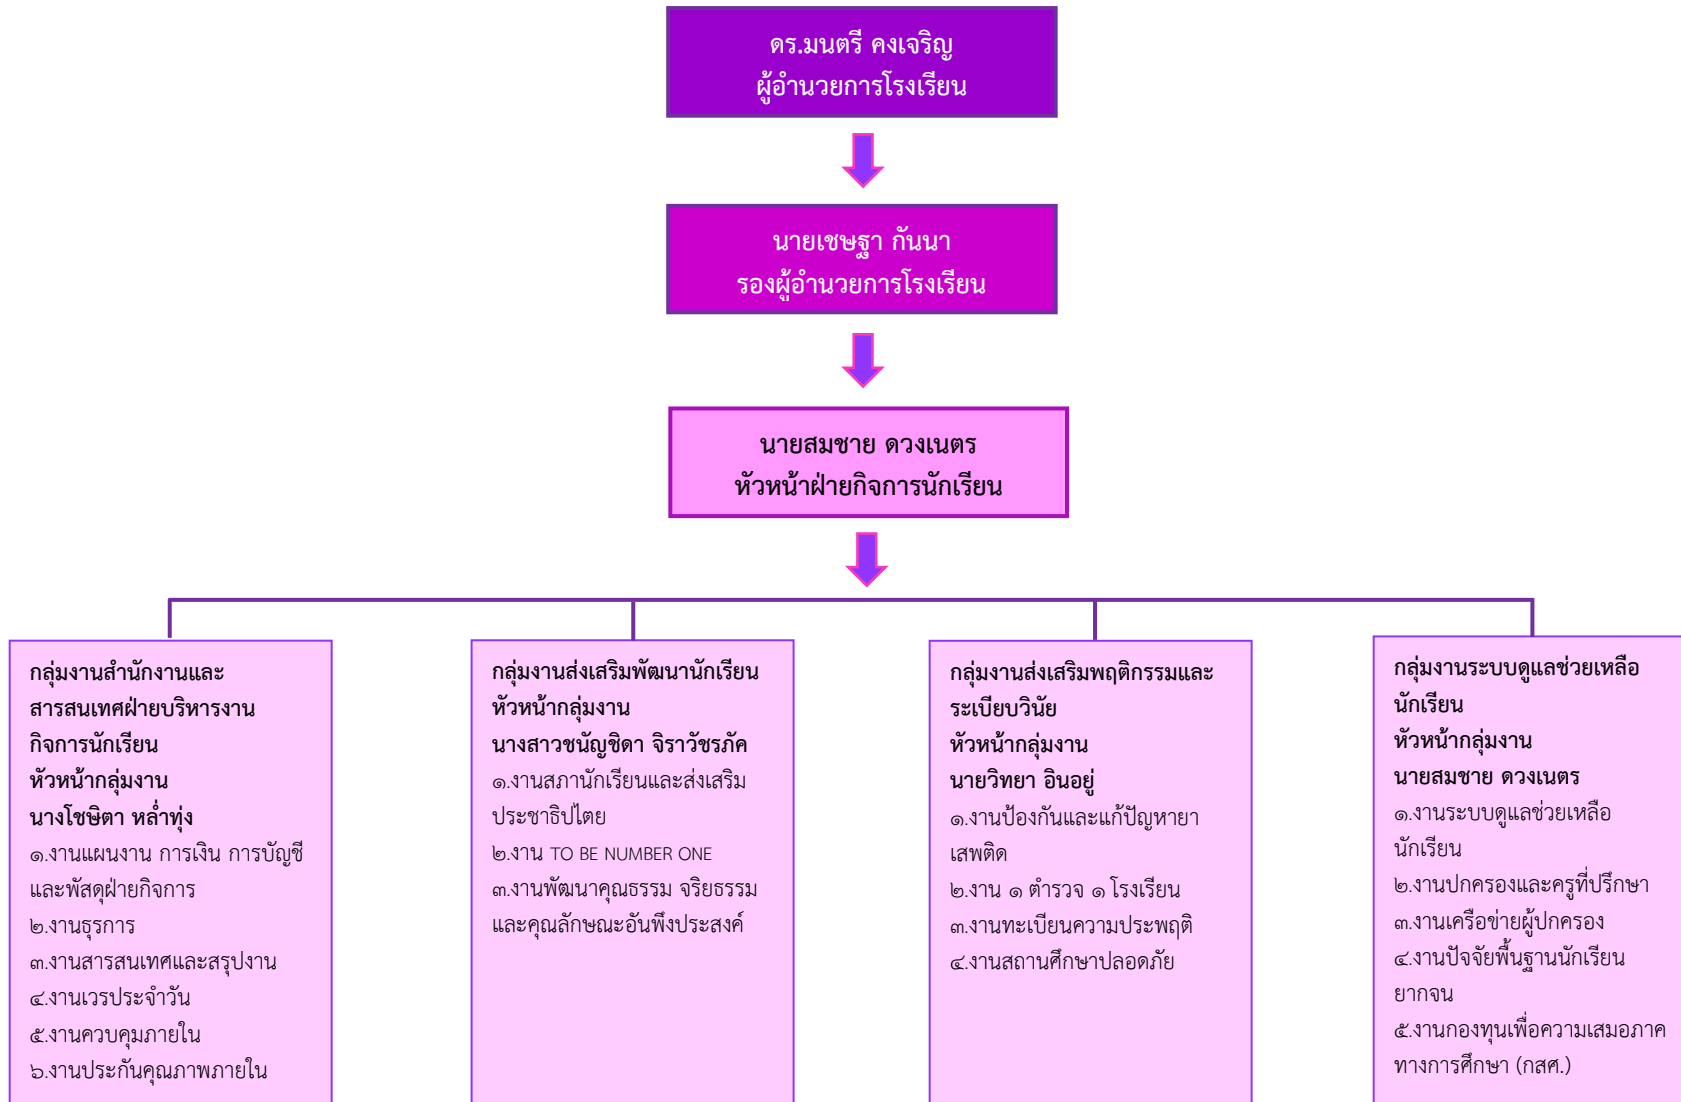 ดร.มนตรี คงเจริญ
ผู้อำนวยการโรงเรียน
นายเชษฐา กันนา
รองผู้อำนวยการโรงเรียน
นายสมชาย ดวงเนตร
หัวหน้าฝ่ายกิจการนักเรียน
กลุ่มงานสำนักงานและ
สารสนเทศฝ่ายบริหารงาน
กิจการนักเรียน
หัวหน้ากลุ่มงาน
นางโชษิตา หล่ำทุ่ง
๑.งานแผนงาน การเงิน การบัญชี
และพัสดุฝ่ายกิจการ
๒.งานธุรการ
๓.งานสารสนเทศและสรุปงาน
๔.งานเวรประจำวัน
๕.งานควบคุมภายใน
๖.งานประกันคุณภาพภายใน
กลุ่มงานส่งเสริมพัฒนานักเรียน
หัวหน้ากลุ่มงาน
นางสาวชนัญชิดา จิราวัชรภัค
๑.งานสภานักเรียนและส่งเสริม
ประชาธิปไตย
๒.งาน TO BE NUMBER ONE
๓.งานพัฒนาคุณธรรม จริยธรรม
และคุณลักษณะอันพึงประสงค์
กลุ่มงานส่งเสริมพฤติกรรมและ
ระเบียบวินัย
หัวหน้ากลุ่มงาน
นายวิทยา อินอยู่
๑.งานป้องกันและแก้ปัญหายา
เสพติด
๒.งาน ๑ ตำรวจ ๑ โรงเรียน
๓.งานทะเบียนความประพฤติ
๔.งานสถานศึกษาปลอดภัย
กลุ่มงานระบบดูแลช่วยเหลือ
นักเรียน
หัวหน้ากลุ่มงาน
นายสมชาย ดวงเนตร
๑.งานระบบดูแลช่วยเหลือ
นักเรียน
๒.งานปกครองและครูที่ปรึกษา
๓.งานเครือข่ายผู้ปกครอง
๔.งานปัจจัยพื้นฐานนักเรียน
ยากจน
๕.งานกองทุนเพื่อความเสมอภาค
ทางการศึกษา (กสศ.)